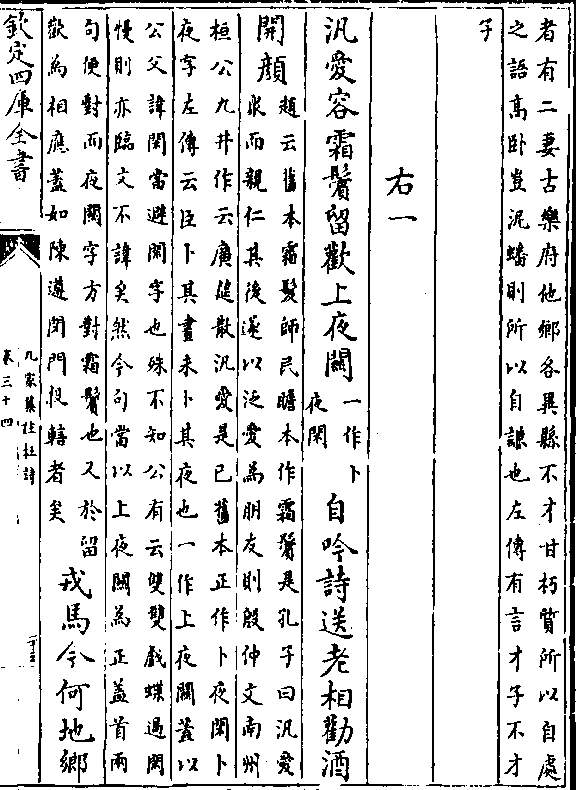 者有二妻古樂府他鄉各異縣不才甘朽質所以自處
之語高臥豈泥蟠則所以自謙也左傳有言才子不才
子
右一
汎愛容霜鬢留歡上夜闗一作卜夜閑自吟詩送老相勸酒
開顔趙云舊本霜髮師民瞻本作霜鬢是孔子曰汎愛
衆而親仁其後遂以泛愛為朋友則殷仲文南州
桓公九井作云廣筵散汎愛是已舊本正作卜夜閑卜
夜字左傳云臣卜其晝未卜其夜也一作上夜關蓋以
公父諱閑當避閑字也殊不知公有云雙雙戲蝶過閑
慢則亦臨文不諱矣然今句當以上夜關為正蓋首兩
句便對而夜關字方對霜鬢也又於留
歡為相應蓋如陳遵閉門投轄者矣戎馬今何地鄉
欽定四庫全書
九家集注杜詩
卷三十四
二十三